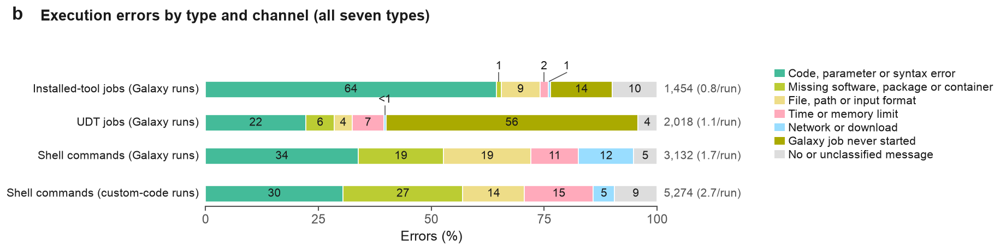 b Execution errors by type and channel (all seven types)
1 2 1
Installed-tool jobs (Galaxy runs) 64 9 14 10 1,454 (0.8/run)
<1
UDT jobs (Galaxy runs) 22 6 4 7 56 4 2,018 (1.1/run)
Shell commands (Galaxy runs) 34 19 19 11 12 5 3,132 (1.7/run)
Shell commands (custom-code runs) 30 27 14 15 5 9 5,274 (2.7/run)
0 25 50 75 100
Errors (%)
Code, parameter or syntax error
Missing software, package or container
File, path or input format
Time or memory limit
Network or download
Galaxy job never started
No or unclassified message